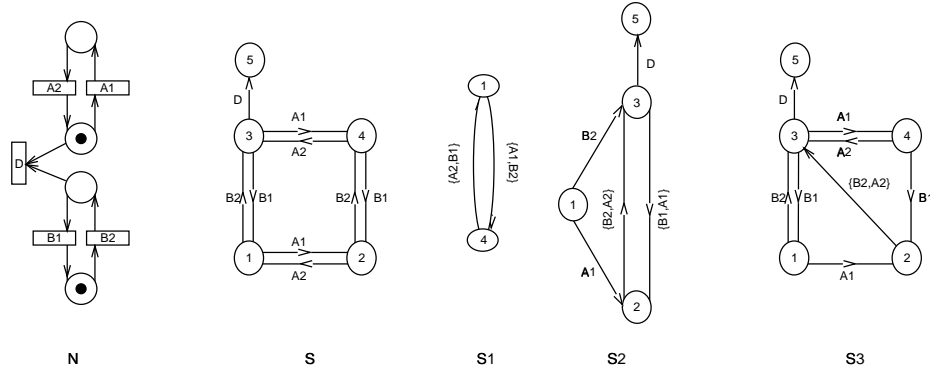 A2 A1
D
B1 B2
N
5
D
3 A1 4
A2
B2 B1 B2 B1
1 A1 2
A2
S
1
{A2,B1} {A1,B2}
4
S1
5
D
3
B2
1
{B2,A2} {B1,A1}
A1
2
S2
5
D
3 A1 4
A2
{B2,A2}
B2 B1 B1
1 2
A1
S3